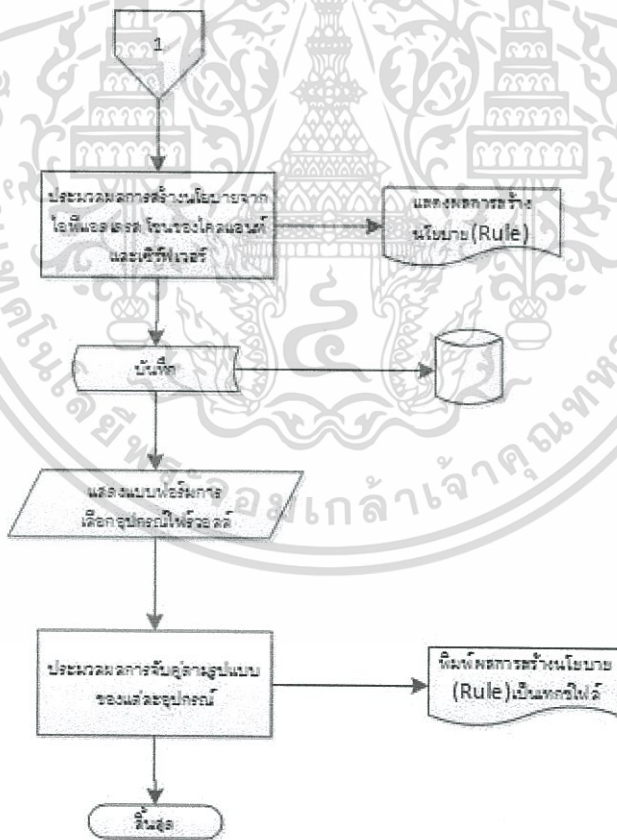 1
ประมวลผลการสร้างนโยบายจาก
ไอพีแอดเดรส โซนของไคลแอนท์
และเซิร์ฟเวอร์
แสดงผลการสร้าง
นโยบาย (Rule)
บันทึก
แสดงแบบฟอร์มการ
เลือกอุปกรณ์ไฟร์วอลล์
ประมวลผลการจับคู่ตามรูปแบบ
ของแต่ละอุปกรณ์
พิมพ์ผลการสร้างนโยบาย
(Rule)เป็นเทกซ์ไฟล์
สิ้นสุด